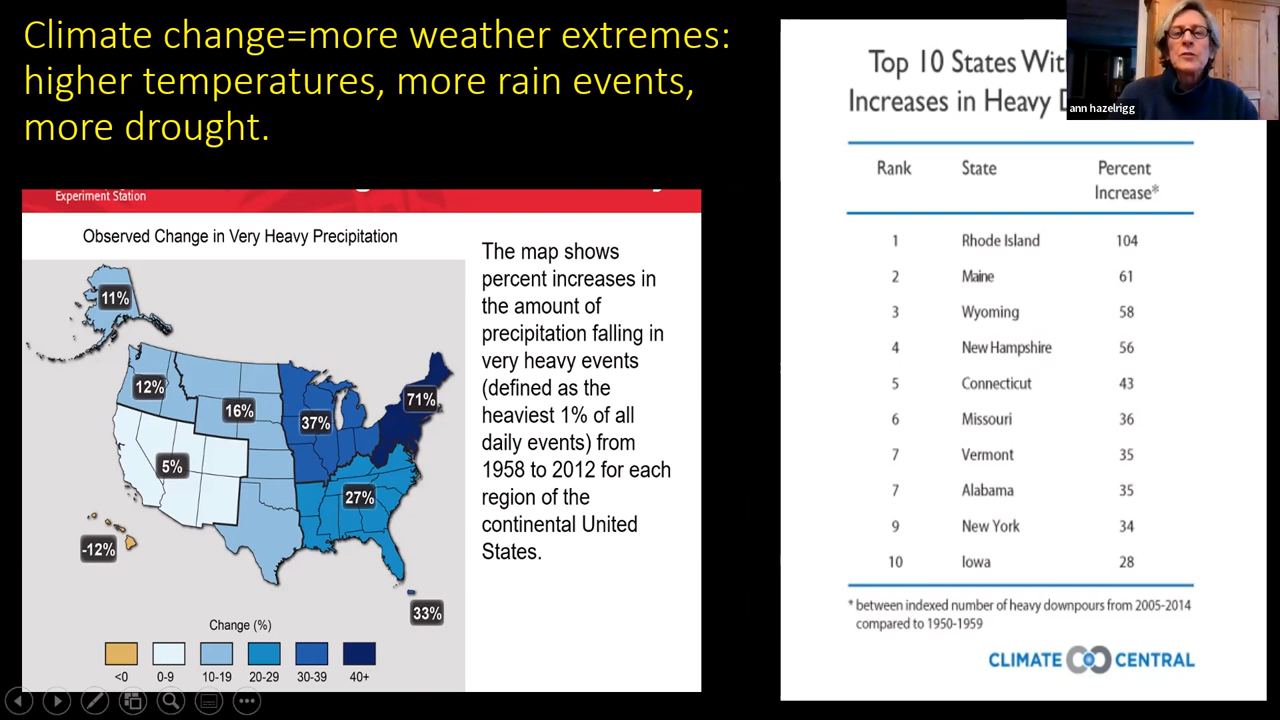 Climate change=more weather extremes:
higher temperatures, more rain events,
more drought.
Experiment Station
Observed Change in Very Heavy Precipitation
11%
12%
16%
37%
71%
5%
27%
-12%
33%
Change (%)
<0 0-9 10-19 20-29 30-39 40+
The map shows
percent increases in
the amount of
precipitation falling in
very heavy events
(defined as the
heaviest 1% of all
daily events) from
1958 to 2012 for each
region of the
continental United
States.
Top 10 States
Increases in Heavy
ann hazelrigg
Rank State Percent
Increase*
1 Rhode Island 104
2 Maine 61
3 Wyoming 58
4 New Hampshire 56
5 Connecticut 43
6 Missouri 36
7 Vermont 35
7 Alabama 35
9 New York 34
10 Iowa 28
* between indexed number of heavy downpours from 2005-2014
compared to 1950-1959
CLIMATE CENTRAL